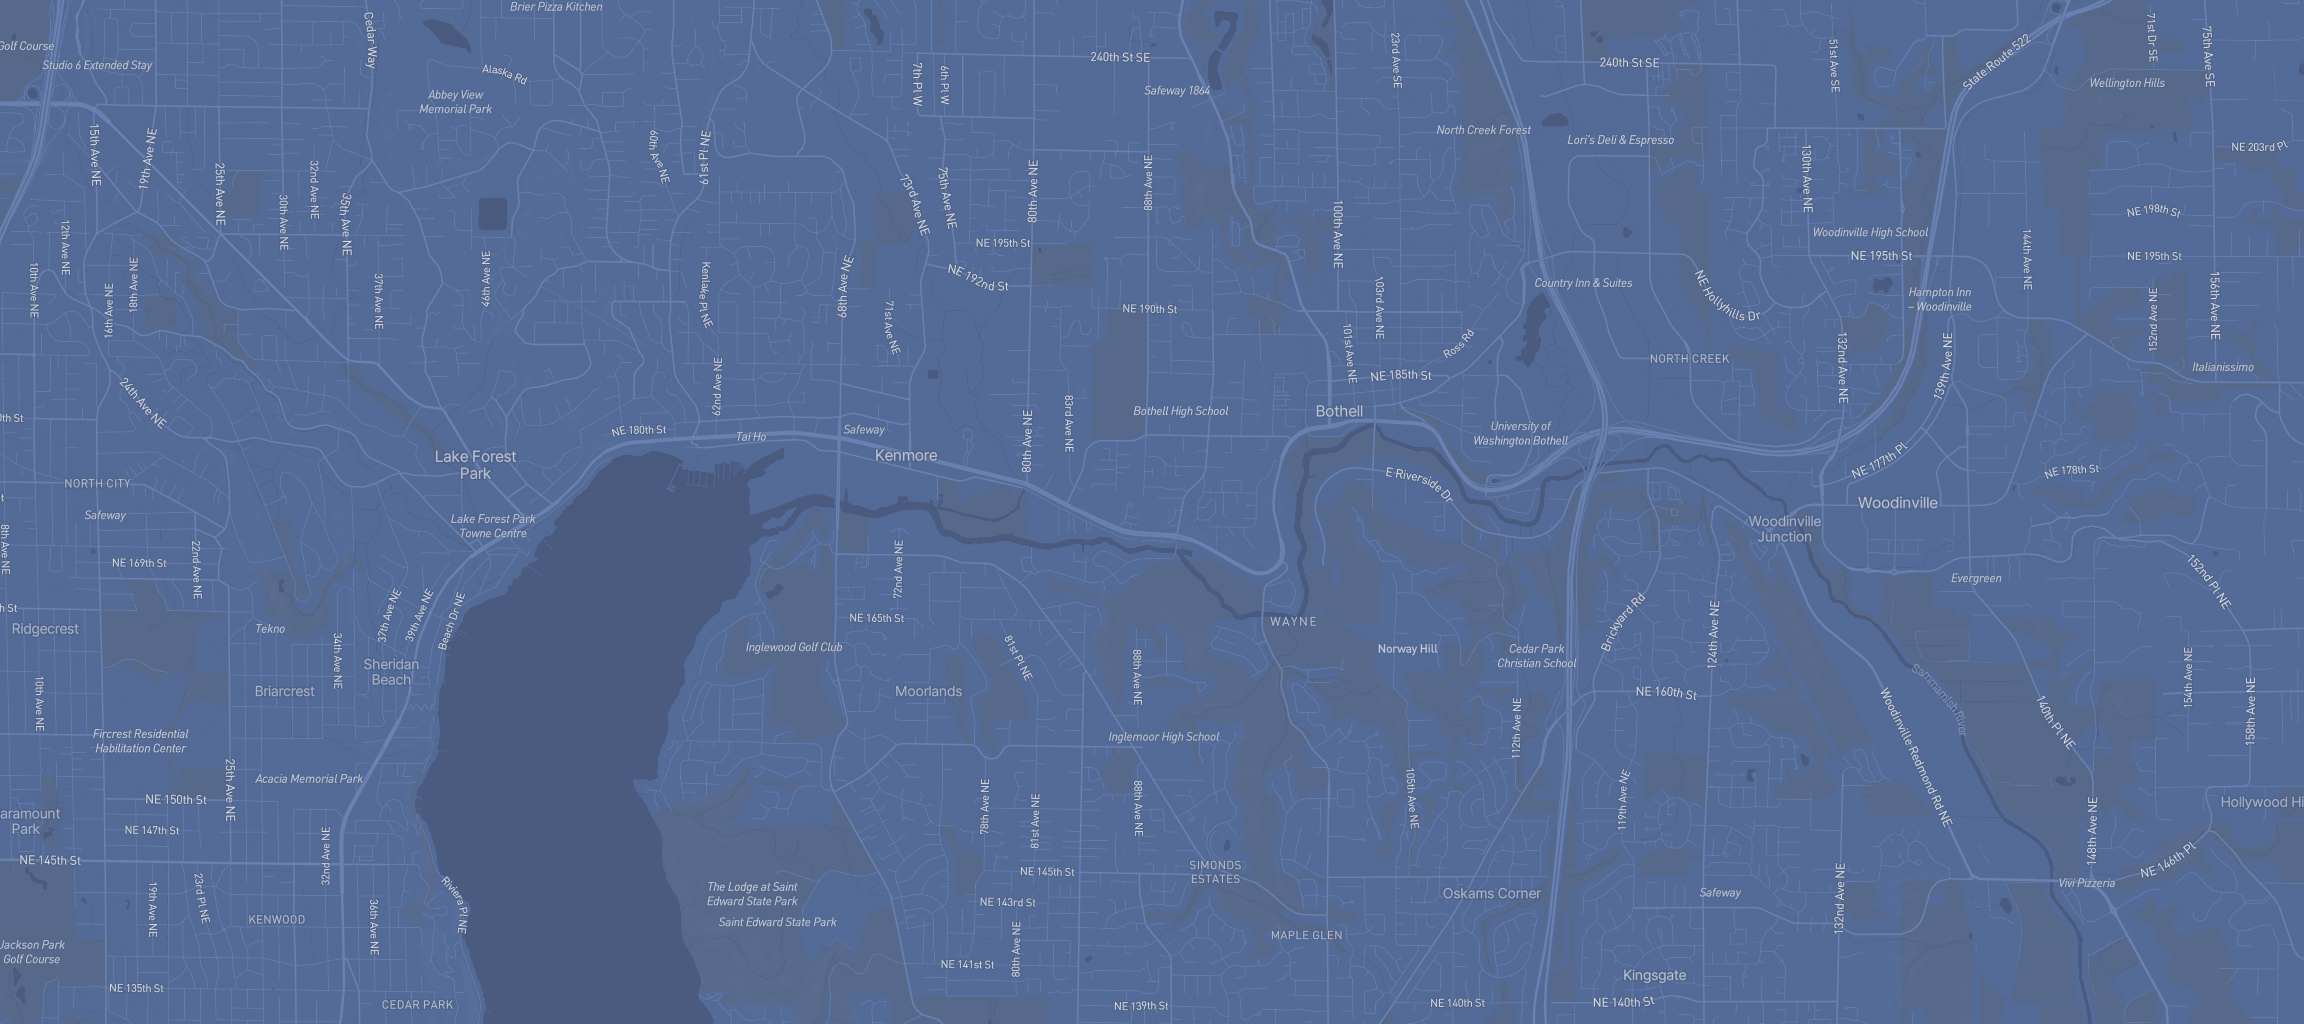 Brier Pizza Kitchen
Golf Course
Studio 6 Extended Stay
Cedar Way
Alaska Rd
Abbey View
Memorial Park
7th Pl W
6th Pl W
240th St SE
Safeway 1864
23rd Ave SE
240th St SE
51st Ave SE
State Route 522
71st Dr SE
75th Ave SE
Wellington Hills
North Creek Forest
Lori's Deli & Espresso
15th Ave NE
19th Ave NE
25th Ave NE
32nd Ave NE
30th Ave NE
35th Ave NE
60th Ave NE
61st Pl NE
73rd Ave NE
75th Ave NE
80th Ave NE
88th Ave NE
100th Ave NE
130th Ave NE
NE 203rd Pl
NE 198th St
Woodinville High School
12th Ave NE
10th Ave NE
18th Ave NE
16th Ave NE
37th Ave NE
49th Ave NE
Kenlake Pl NE
68th Ave NE
71st Ave NE
NE 195th St
NE 192nd St
NE 190th St
103rd Ave NE
101st Ave NE
Ross Rd
Country Inn & Suites
NE Hollyhills Dr
NE 195th St
144th Ave NE
NE 195th St
Hampton Inn
– Woodinville
152nd Ave NE
156th Ave NE
132nd Ave NE
139th Ave NE
Italianissimo
NORTH CREEK
24th Ave NE
62nd Ave NE
NE 185th St
0th St
NE 180th St
Tai Ho
Safeway
80th Ave NE
83rd Ave NE
Bothell High School
Bothell
University of
Washington Bothell
Lake Forest
Park
Kenmore
E Riverside Dr
NE 177th Pl
NE 178th St
NORTH CITY
Safeway
Lake Forest Park
Towne Centre
Woodinville
Woodinville
Junction
8th Ave NE
22nd Ave NE
NE 169th St
72nd Ave NE
Evergreen
152nd Pl NE
h St
Ridgecrest
Tekno
37th Ave NE
39th Ave NE
Beach Dr NE
34th Ave NE
Sheridan
Beach
Briarcrest
10th Ave NE
NE 165th St
Inglewood Golf Club
81st Pl NE
88th Ave NE
WAYNE
Norway Hill
Cedar Park
Christian School
Brickyard Rd
124th Ave NE
Moorlands
NE 160th St
112th Ave NE
Sammamish River
154th Ave NE
158th Ave NE
Woodinville Redmond Rd NE
140th Pl NE
Fircrest Residential
Habilitation Center
Inglemoor High School
Acacia Memorial Park
25th Ave NE
NE 150th St
78th Ave NE
81st Ave NE
88th Ave NE
105th Ave NE
119th Ave NE
148th Ave NE
Hollywood Hi
aramount
Park
NE 147th St
NE 145th St
32nd Ave NE
NE 145th St
SIMONDS
ESTATES
NE 146th Pl
Vivi Pizzeria
16th Ave NE
23rd Pl NE
Riviera Pl NE
36th Ave NE
KENWOOD
The Lodge at Saint
Edward State Park
Saint Edward State Park
NE 143rd St
Oskams Corner
Safeway
132nd Ave NE
MAPLE GLEN
Jackson Park
Golf Course
80th Ave NE
NE 141st St
Kingsgate
NE 135th St
CEDAR PARK
NE 139th St
NE 140th St
NE 140th St